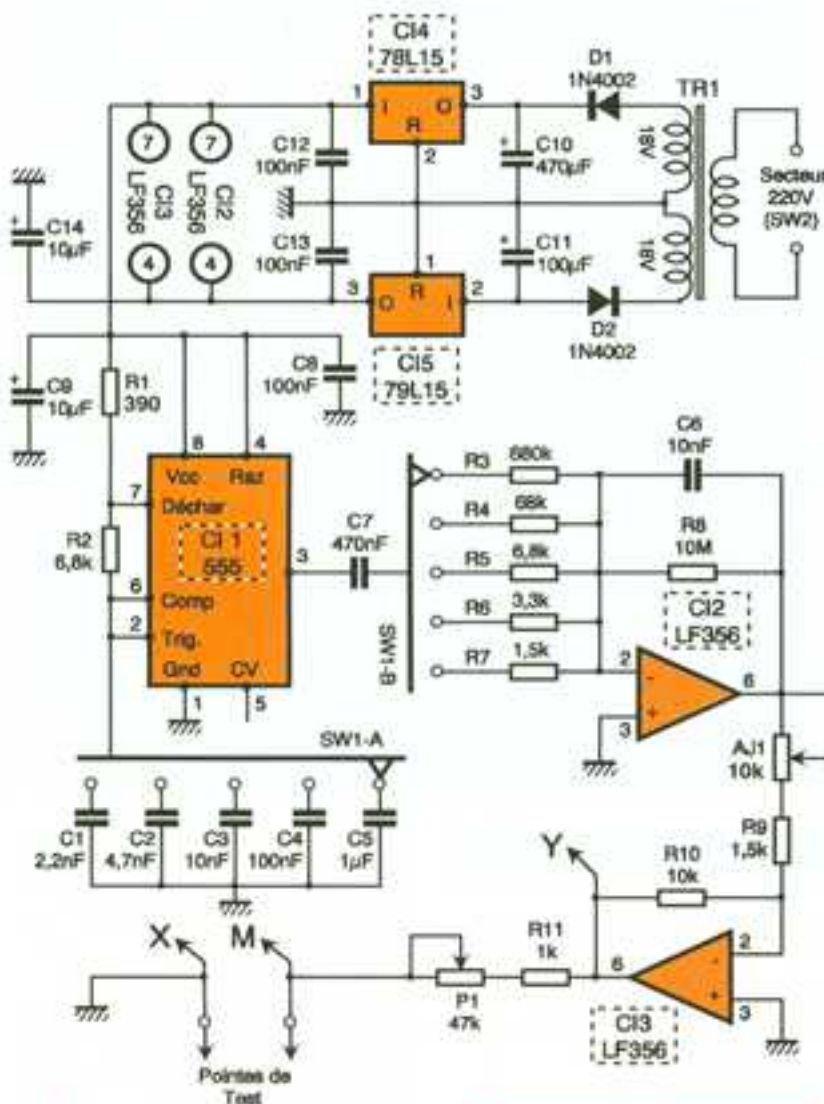 CI4
78L15
D1
1N4002
TR1
1
I
O
3
R
2
7
7
CI3
LF356
CI2
LF356
4
4
C12
100nF
+
C10
470µF
18V
18V
Secteur
220V
(SW2)
+
C14
10µF
C13
100nF
+
C11
100µF
1
3
R
2
O
I
D2
1N4002
CI5
79L15
+
C9
10µF
R1
390
C8
100nF
8
4
Vcc
Raz
7
Déchar
CI 1
555
R2
6,8k
3
6
Comp
2
Trig.
Gnd
CV
1
5
C7
470nF
SW1-B
R3
680k
R4
68k
R5
6,8k
R6
3,3k
R7
1,5k
C6
10nF
R8
10M
CI2
LF356
2
-
6
+
3
SW1-A
C1
2,2nF
C2
4,7nF
C3
10nF
C4
100nF
C5
1µF
AJ1
10k
R9
1,5k
R10
10k
Y
X
M
P1
47k
R11
1k
6
2
-
+
3
CI3
LF356
Pointes de
Test